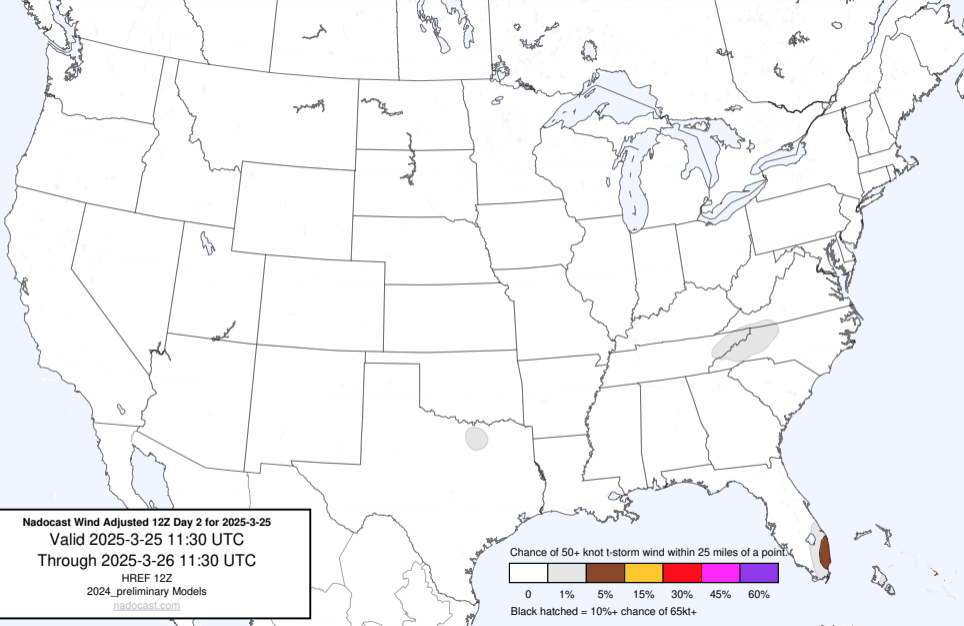 Nadocast Wind Adjusted 12Z Day 2 for 2025-3-25
Valid 2025-3-25 11:30 UTC
Through 2025-3-26 11:30 UTC
HREF 12Z
2024_preliminary Models
nadocast.com
Chance of 50+ knot t-storm wind within 25 miles of a point.
0 1% 5% 15% 30% 45% 60%
Black hatched = 10%+ chance of 65kt+